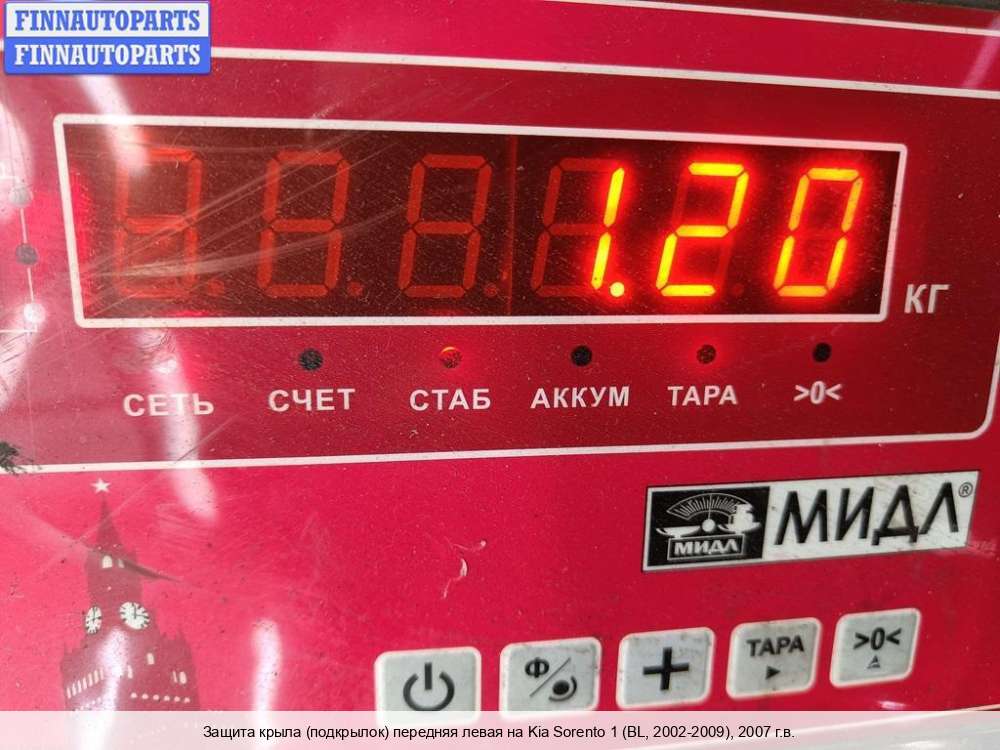 FINNAUTOPARTS
FINNAUTOPARTS
1.20
КГ
СЕТЬ СЧЕТ СТАБ АККУМ ТАРА >0<
МИДЛ МИДЛ®
Ф ТАРА >0<
Защита крыла (подкрылок) передняя левая на Kia Sorento 1 (BL, 2002-2009), 2007 г.в.